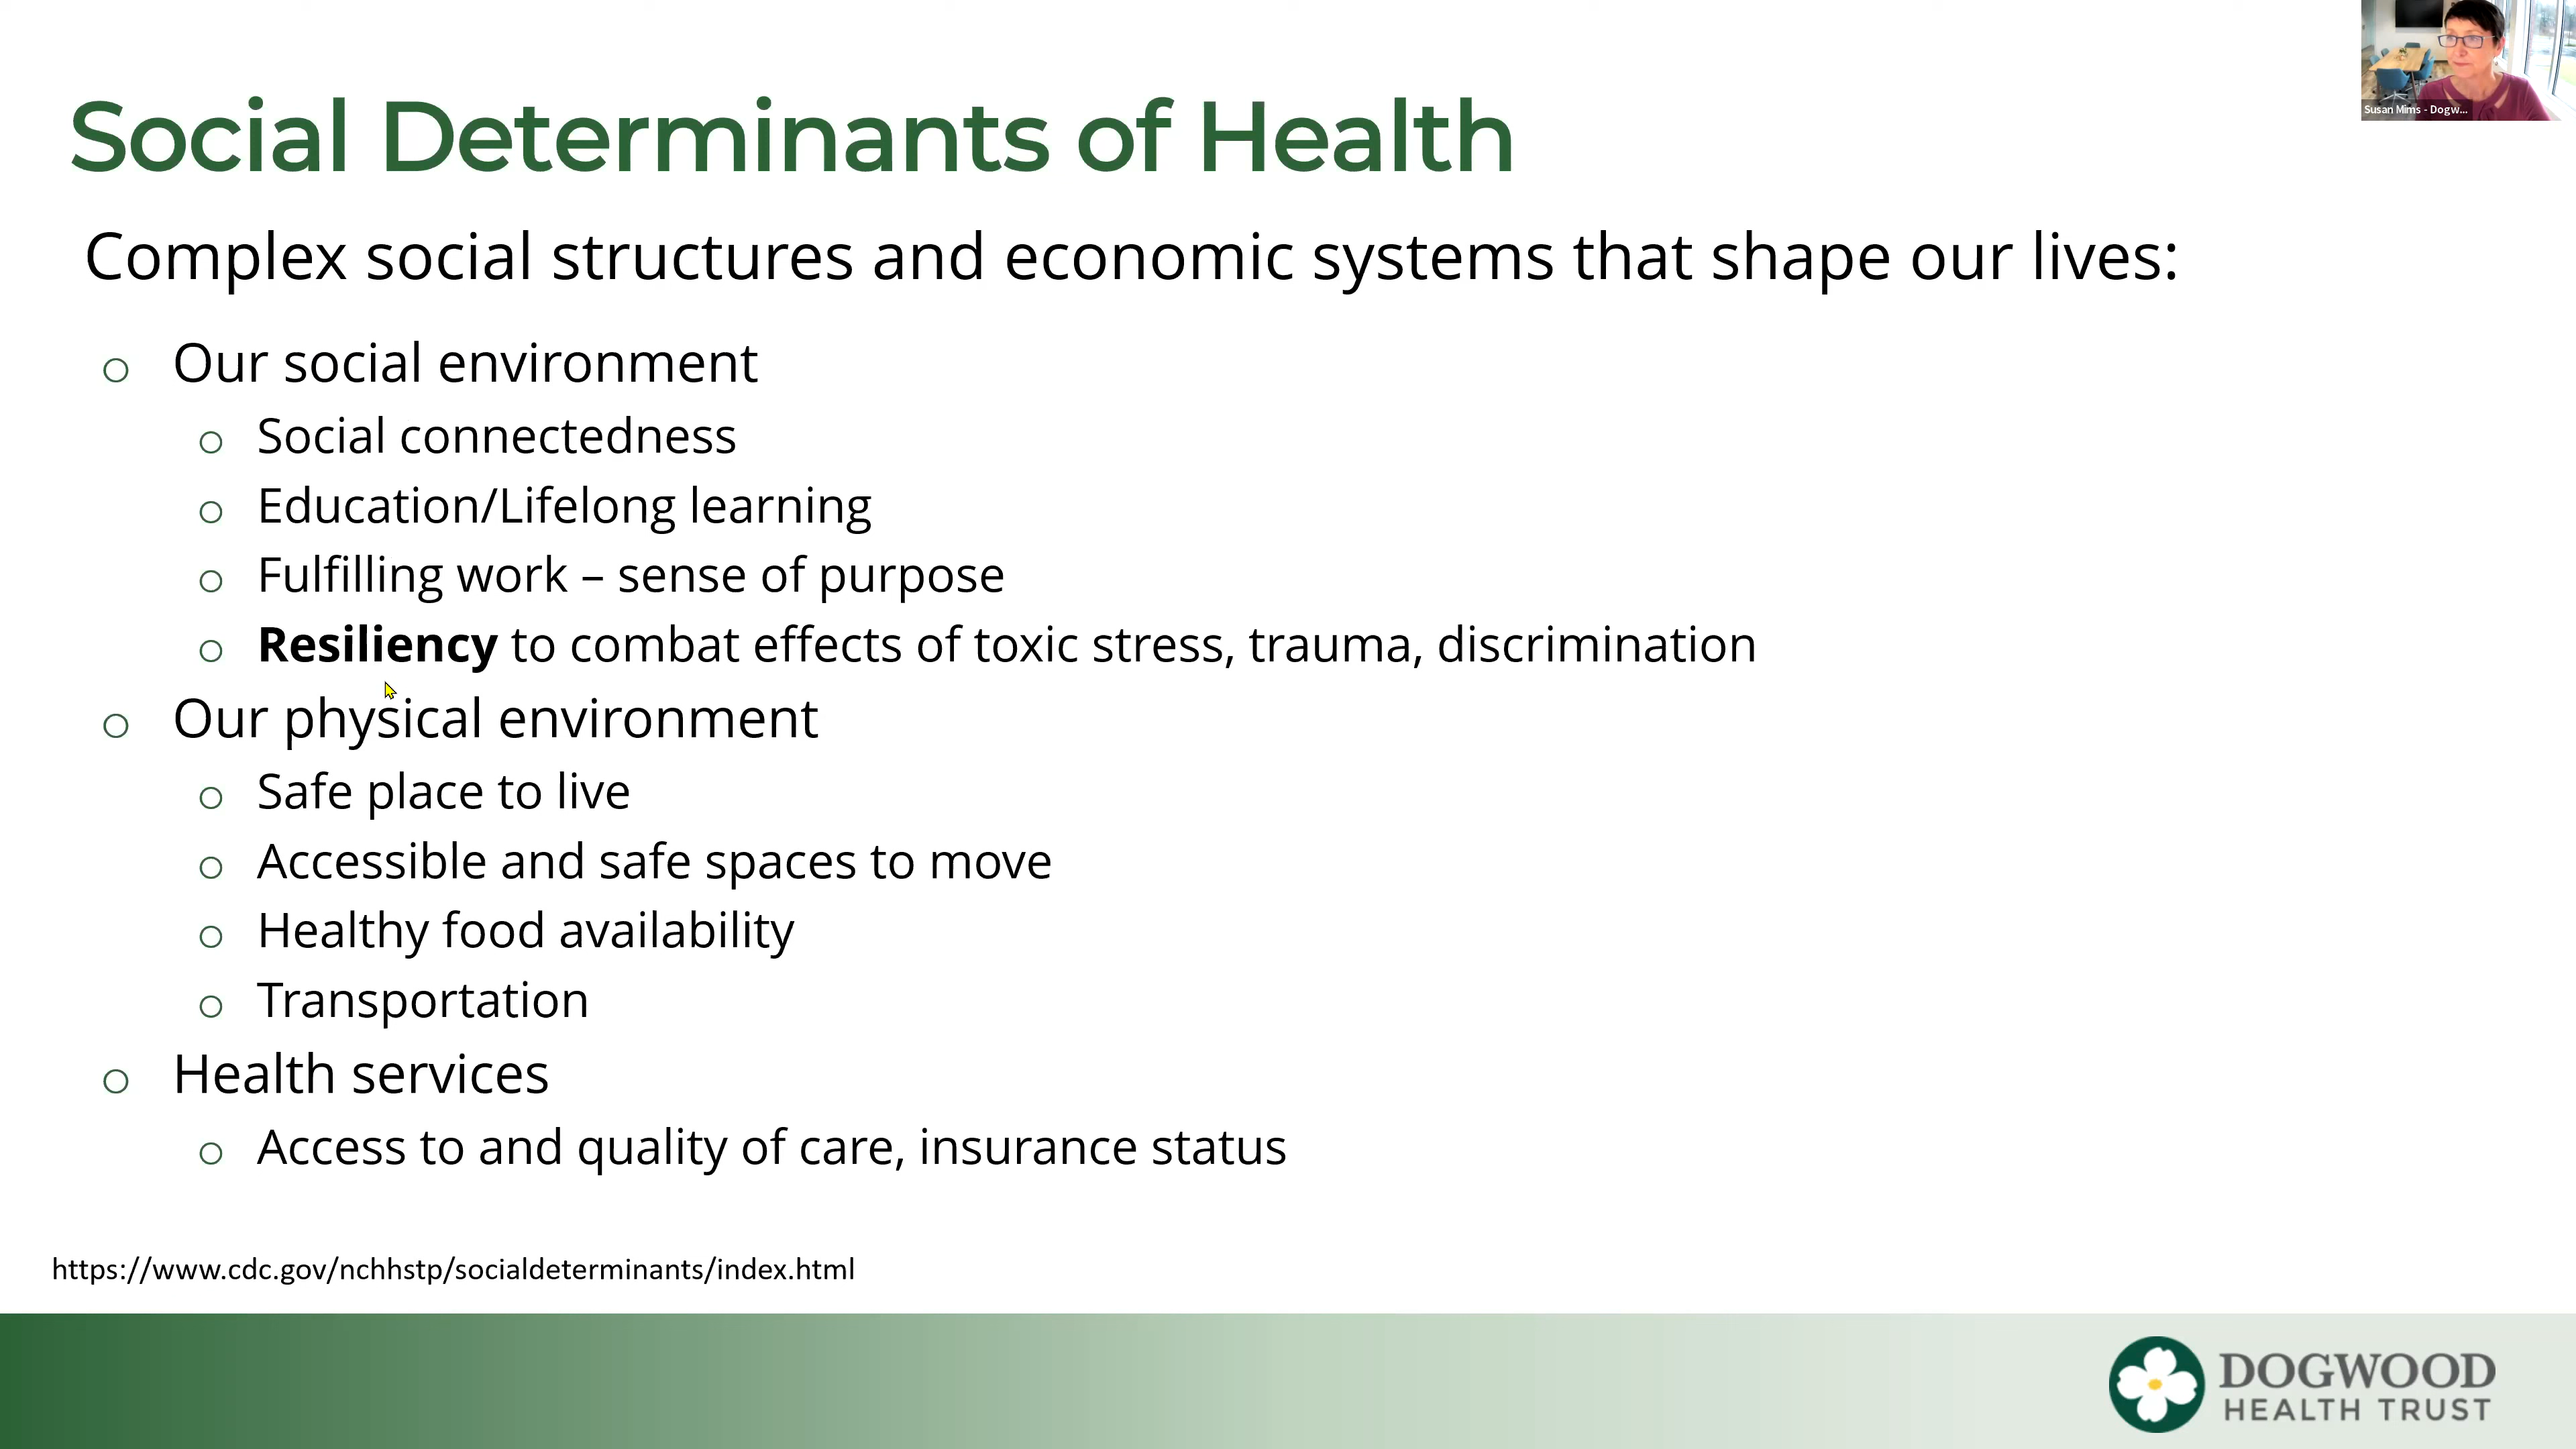 Susan Mims - Dogw...
Social Determinants of Health
Complex social structures and economic systems that shape our lives:
Our social environment
Social connectedness
Education/Lifelong learning
Fulfilling work – sense of purpose
Resiliency to combat effects of toxic stress, trauma, discrimination
Our physical environment
Safe place to live
Accessible and safe spaces to move
Healthy food availability
Transportation
Health services
Access to and quality of care, insurance status
https://www.cdc.gov/nchhstp/socialdeterminants/index.html
DOGWOOD
HEALTH TRUST